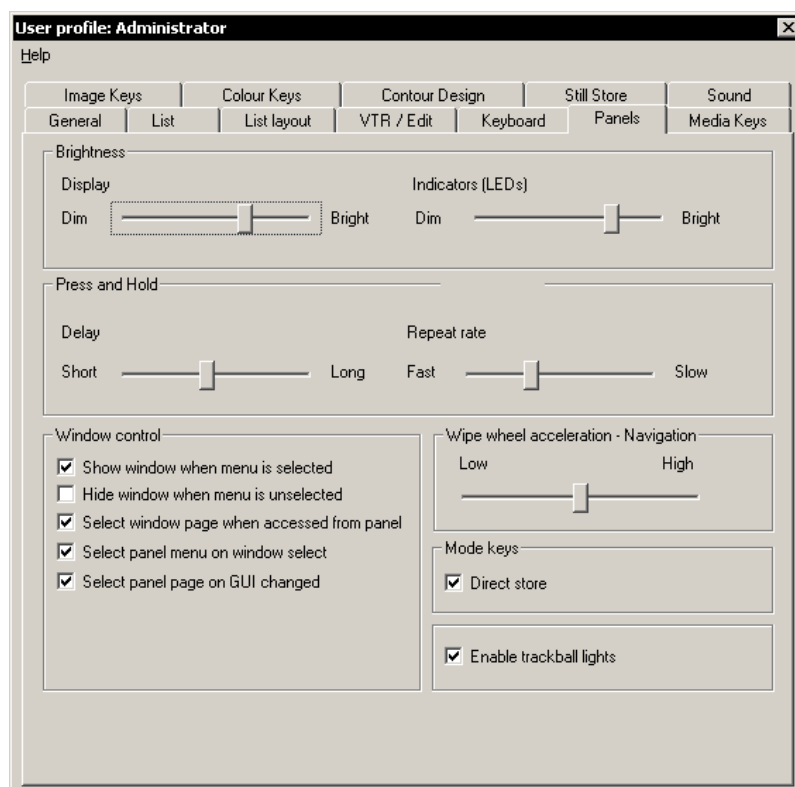 User profile: Administrator
Help
Image Keys Colour Keys Contour Design Still Store Sound
General List List layout VTR / Edit Keyboard Panels Media Keys
Brightness
Display Indicators (LEDs)
Dim Bright Dim Bright
Press and Hold
Delay Repeat rate
Short Long Fast Slow
Window control
Show window when menu is selected
Hide window when menu is unselected
Select window page when accessed from panel
Select panel menu on window select
Select panel page on GUI changed
Wipe wheel acceleration - Navigation
Low High
Mode keys
Direct store
Enable trackball lights